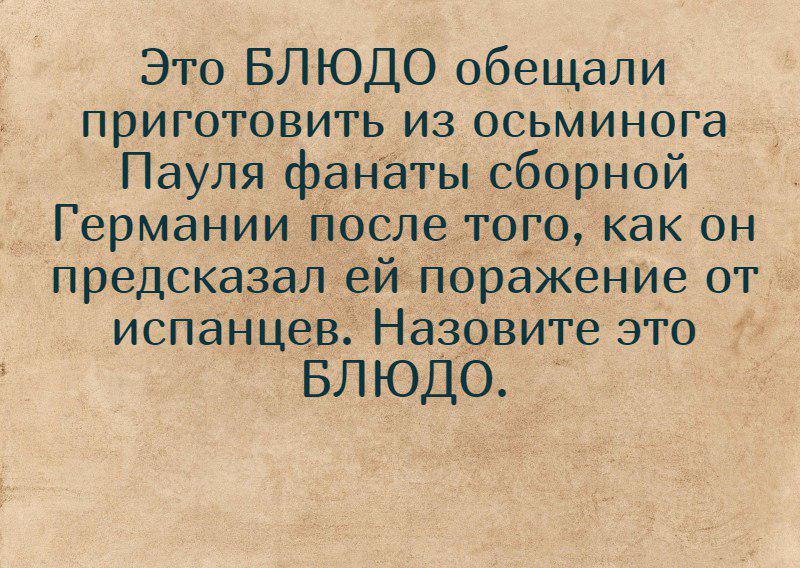 Это БЛЮДО обещали
приготовить из осьминога
Пауля фанаты сборной
Германии после того, как он
предсказал ей поражение от
испанцев. Назовите это
БЛЮДО.